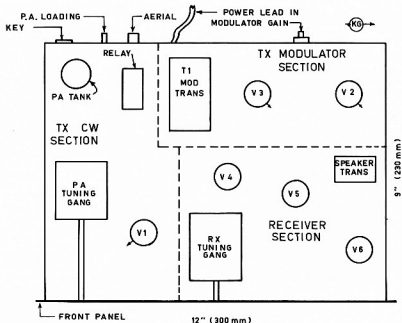 P.A. LOADING
AERIAL
POWER LEAD IN
KEY
MODULATOR GAIN
KG
RELAY
TX MODULATOR
SECTION
T1
MOD
TRANS
PA TANK
V3
V2
TX CW
SECTION
SPEAKER
TRANS
PA
TUNING
GANG
V4
V5
9" (230 mm)
RECEIVER
SECTION
RX
TUNING
GANG
V1
V6
FRONT PANEL
12" (300 mm)